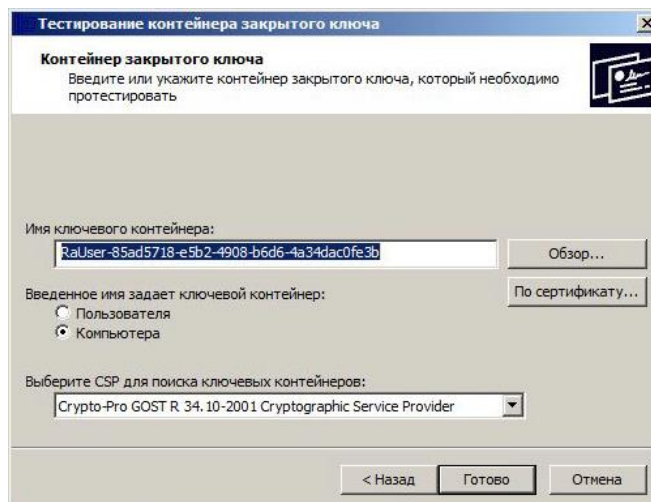 Тестирование контейнера закрытого ключа
Контейнер закрытого ключа
Введите или укажите контейнер закрытого ключа, который необходимо
протестировать
Имя ключевого контейнера:
RaUser-85ad5718-e5b2-4908-b6d6-4a34dac0fe3b
Обзор...
Введенное имя задает ключевой контейнер:
По сертификату...
Пользователя
Компьютера
Выберите CSP для поиска ключевых контейнеров:
Crypto-Pro GOST R 34.10-2001 Cryptographic Service Provider
< Назад
Готово
Отмена